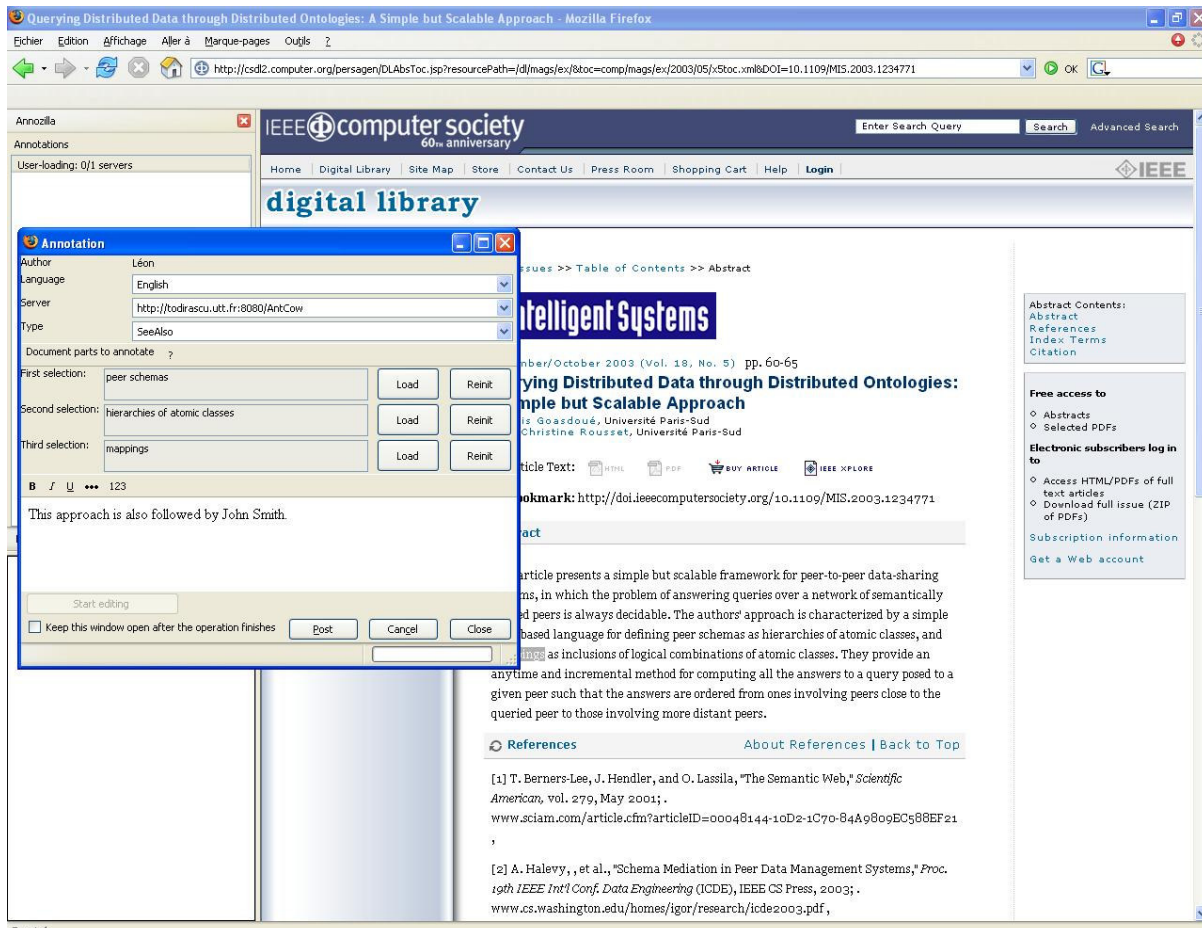 Querying Distributed Data through Distributed Ontologies: A Simple but Scalable Approach - Mozilla Firefox
Fichier Edition Affichage Aller à Marque-pages Outils ?
http://csdl2.computer.org/persagen/DLAbsToc.jsp?resourcePath=/dl/mags/ex/&toc=comp/mags/ex/2003/05/x5toc.xml&DOI=10.1109/MIS.2003.1234771 OK G
Annozilla
Annotations
User-loading: 0/1 servers
IEEE computer society
60TH anniversary
Enter Search Query Search Advanced Search
Home Digital Library Site Map Store Contact Us Press Room Shopping Cart Help Login
IEEE
digital library
Annotation
Author Léon
Language English
Server http://todirascu.utt.fr:8080/AntCow
Type SeeAlso
Document parts to annotate ?
First selection: peer schemas Load Reinit
Second selection: hierarchies of atomic classes Load Reinit
Third selection: mappings Load Reinit
B I U ••• 123
This approach is also followed by John Smith.
Start editing
Keep this window open after the operation finishes Post Cancel Close
ssues >> Table of Contents >> Abstract
ntelligent Systems
mber/October 2003 (Vol. 18, No. 5) pp. 60-65
rying Distributed Data through Distributed Ontologies:
mple but Scalable Approach
is Goasdoué, Université Paris-Sud
Christine Rousset, Université Paris-Sud
ticle Text: HTML PDF BUY ARTICLE IEEE XPLORE
okmark: http://doi.ieeecomputersociety.org/10.1109/MIS.2003.1234771
ract
article presents a simple but scalable framework for peer-to-peer data-sharing
ms, in which the problem of answering queries over a network of semantically
d peers is always decidable. The authors' approach is characterized by a simple
based language for defining peer schemas as hierarchies of atomic classes, and
ings as inclusions of logical combinations of atomic classes. They provide an
anytime and incremental method for computing all the answers to a query posed to a
given peer such that the answers are ordered from ones involving peers close to the
queried peer to those involving more distant peers.
References About References | Back to Top
[1] T. Berners-Lee, J. Hendler, and O. Lassila, "The Semantic Web," Scientific
American, vol. 279, May 2001; .
www.sciam.com/article.cfm?articleID=00048144-10D2-1C70-84A9809EC588EF21
,
[2] A. Halevy, , et al., "Schema Mediation in Peer Data Management Systems," Proc.
19th IEEE Int'l Conf. Data Engineering (ICDE), IEEE CS Press, 2003; .
www.cs.washington.edu/homes/igor/research/icde2003.pdf ,
Abstract Contents:
Abstract
References
Index Terms
Citation
Free access to
Abstracts
Selected PDFs
Electronic subscribers log in
to
Access HTML/PDFs of full
text articles
Download full issue (ZIP
of PDFs)
Subscription information
Get a Web account